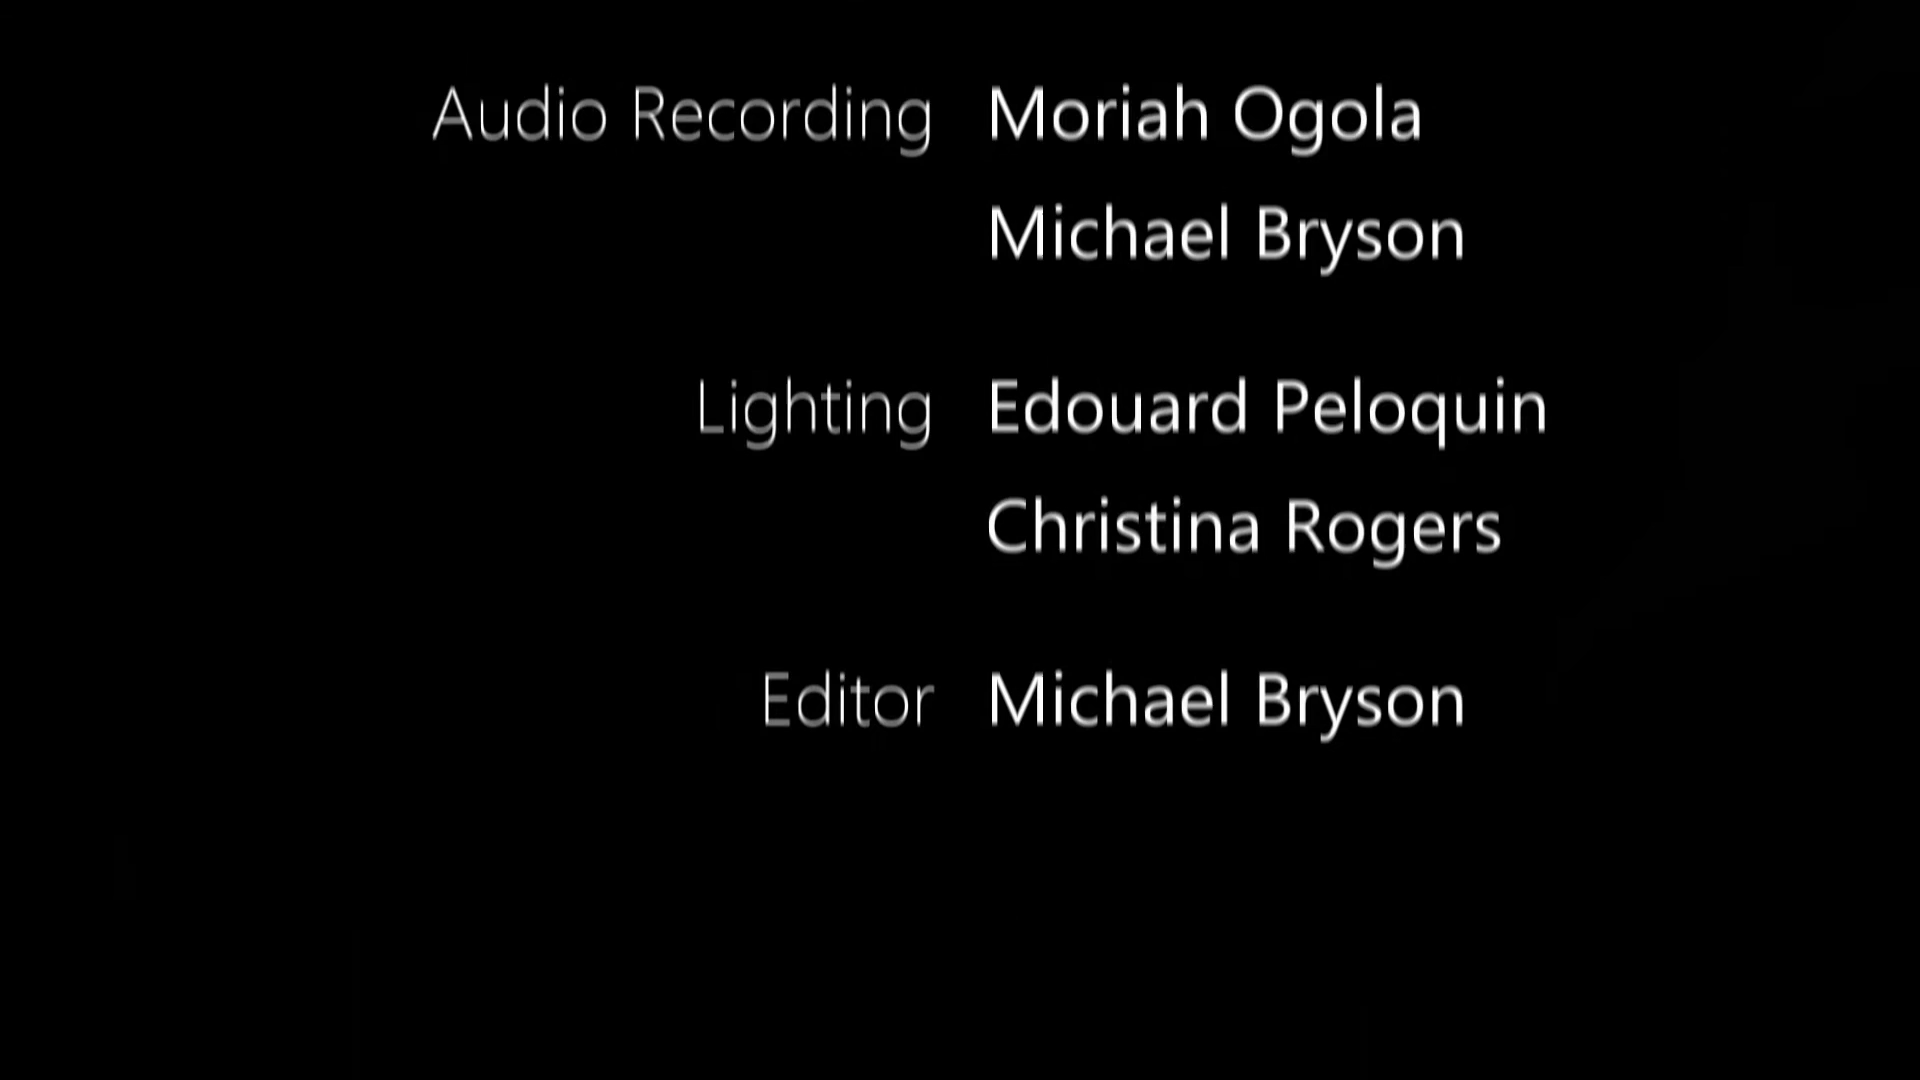 Audio Recording Moriah Ogola
Michael Bryson
Lighting Edouard Peloquin
Christina Rogers
Editor Michael Bryson